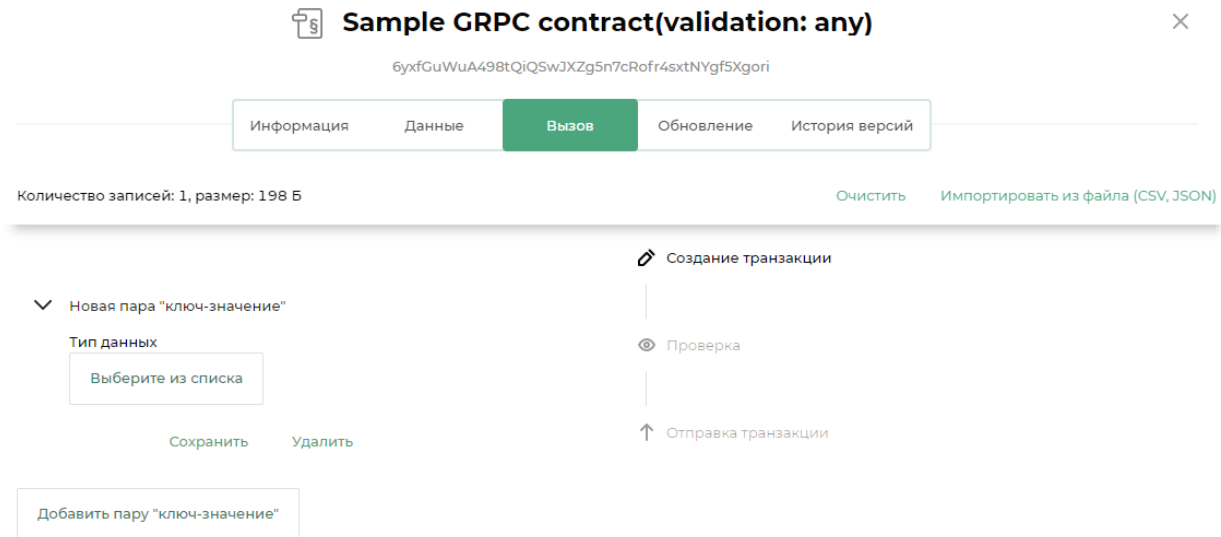 Sample GRPC contract(validation: any)
6yxfGuWuA498tQiQSwJXZg5n7cRofr4sxtNYgf5Xgori
Информация Данные Вызов Обновление История версий
Количество записей: 1, размер: 198 Б Очистить Импортировать из файла (CSV, JSON)
Создание транзакции
Новая пара "ключ-значение"
Тип данных
Проверка
Выберите из списка
Отправка транзакции
Сохранить Удалить
Добавить пару "ключ-значение"